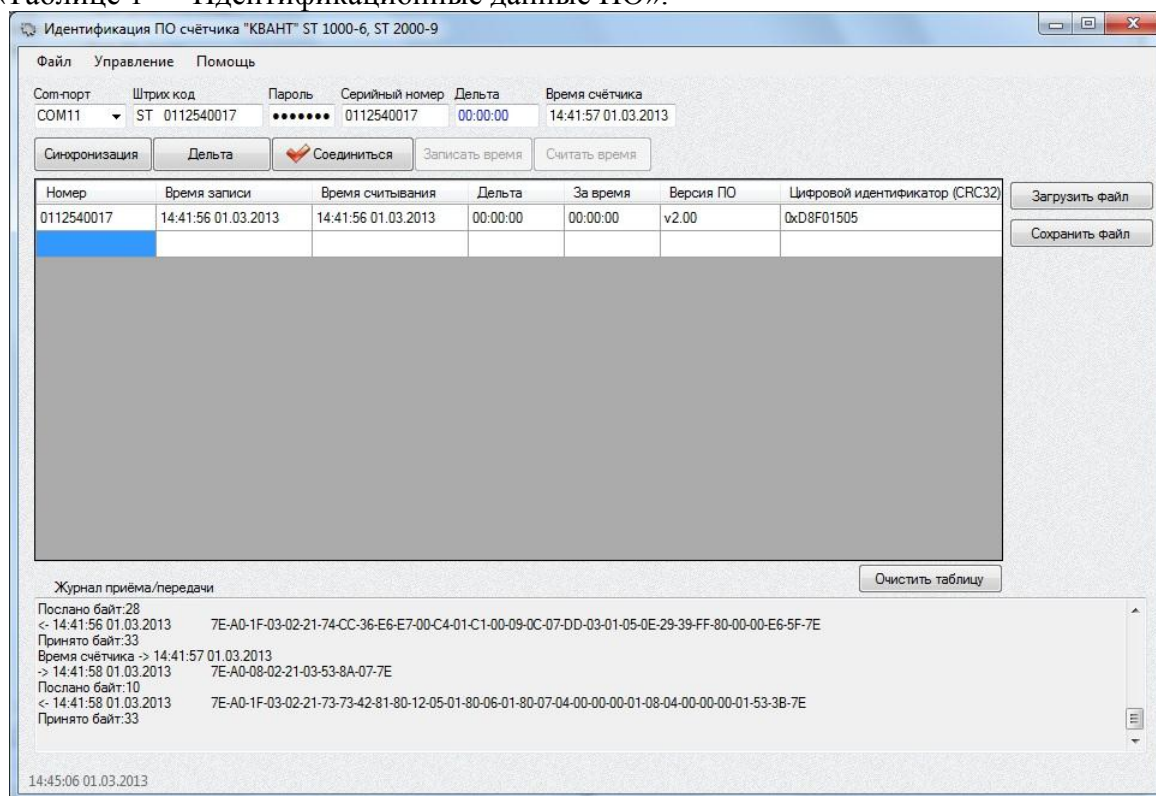 «Таблице 1 – Идентификационные данные ПО».
Идентификация ПО счётчика "КВАНТ" ST 1000-6, ST 2000-9
Файл Управление Помощь
Com-порт Штрих код Пароль Серийный номер Дельта Время счётчика
COM11 ST 0112540017 ●●●●●●● 0112540017 00:00:00 14:41:57 01.03.2013
Синхронизация Дельта Соединиться Записать время Считать время
Номер Время записи Время считывания Дельта За время Версия ПО Цифровой идентификатор (CRC32) Загрузить файл
0112540017 14:41:56 01.03.2013 14:41:56 01.03.2013 00:00:00 00:00:00 v2.00 0xD8F01505
Сохранить файл
Очистить таблицу
Журнал приёма/передачи
Послано байт:28
<- 14:41:56 01.03.2013 7E-A0-1F-03-02-21-74-CC-36-E6-E7-00-C4-01-C1-00-09-0C-07-DD-03-01-05-0E-29-39-FF-80-00-00-E6-5F-7E
Принято байт:33
Время счётчика -> 14:41:57 01.03.2013
-> 14:41:58 01.03.2013 7E-A0-08-02-21-03-53-8A-07-7E
Послано байт:10
<- 14:41:58 01.03.2013 7E-A0-1F-03-02-21-73-73-42-81-80-12-05-01-80-06-01-80-07-04-00-00-00-01-08-04-00-00-00-01-53-3B-7E
Принято байт:33
14:45:06 01.03.2013